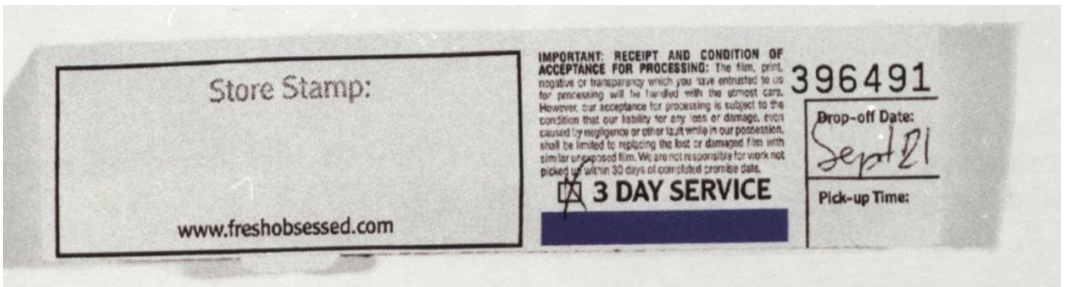 Store Stamp:
www.freshobsessed.com
IMPORTANT: RECEIPT AND CONDITION OF
ACCEPTANCE FOR PROCESSING: The film, print,
negative or transparency which you have entrusted to us
for processing will be handled with the utmost care.
However, our acceptance for processing is subject to the
condition that our liability for any loss or damage, even
caused by negligence or other fault while in our possession,
shall be limited to replacing the lost or damaged film with
similar unexposed film. We are not responsible for work not
picked up within 30 days of completed promise date.
3 DAY SERVICE
396491
Drop-off Date:
Sept 21
Pick-up Time: